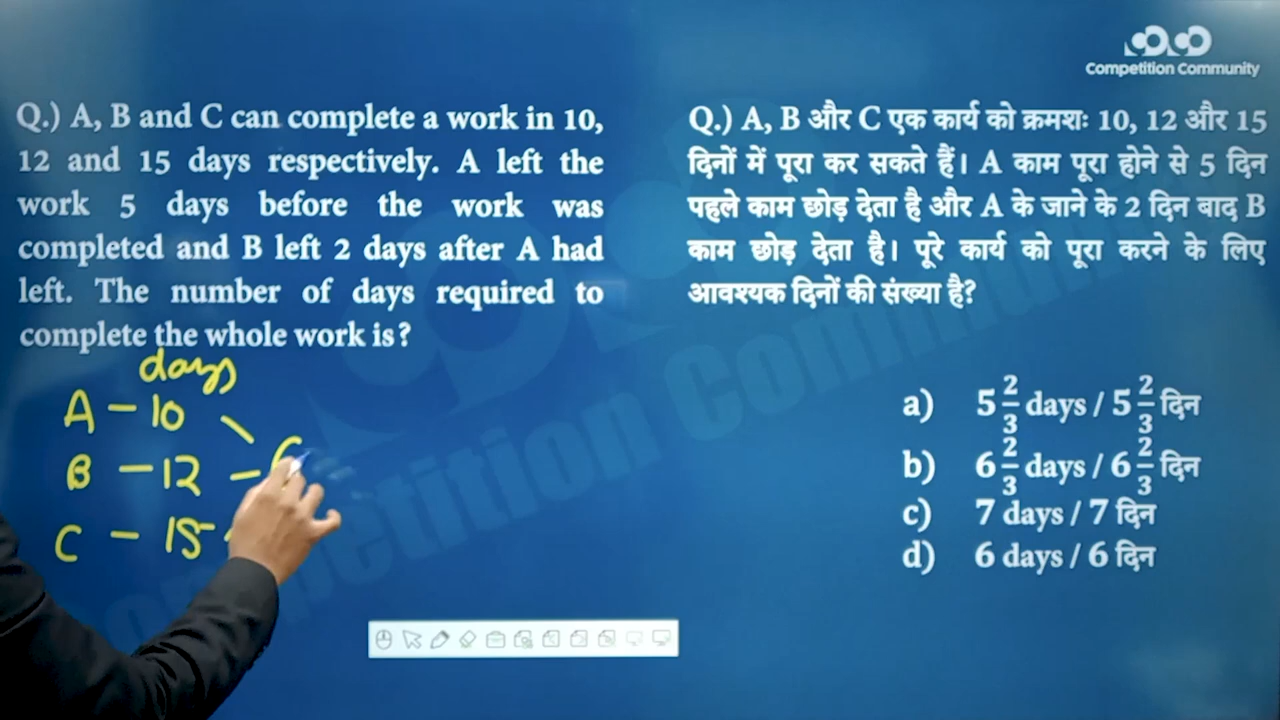 Competition Community
Q.) A, B and C can complete a work in 10,
12 and 15 days respectively. A left the
work 5 days before the work was
completed and B left 2 days after A had
left. The number of days required to
complete the whole work is?
Q.) A, B और C एक कार्य को क्रमशः 10, 12 और 15
दिनों में पूरा कर सकते हैं। A काम पूरा होने से 5 दिन
पहले काम छोड़ देता है और A के जाने के 2 दिन बाद B
काम छोड़ देता है। पूरे कार्य को पूरा करने के लिए
आवश्यक दिनों की संख्या है?
days
A - 10
B - 12
C - 15
a) 5 2/3 days / 5 2/3 दिन
b) 6 2/3 days / 6 2/3 दिन
c) 7 days / 7 दिन
d) 6 days / 6 दिन